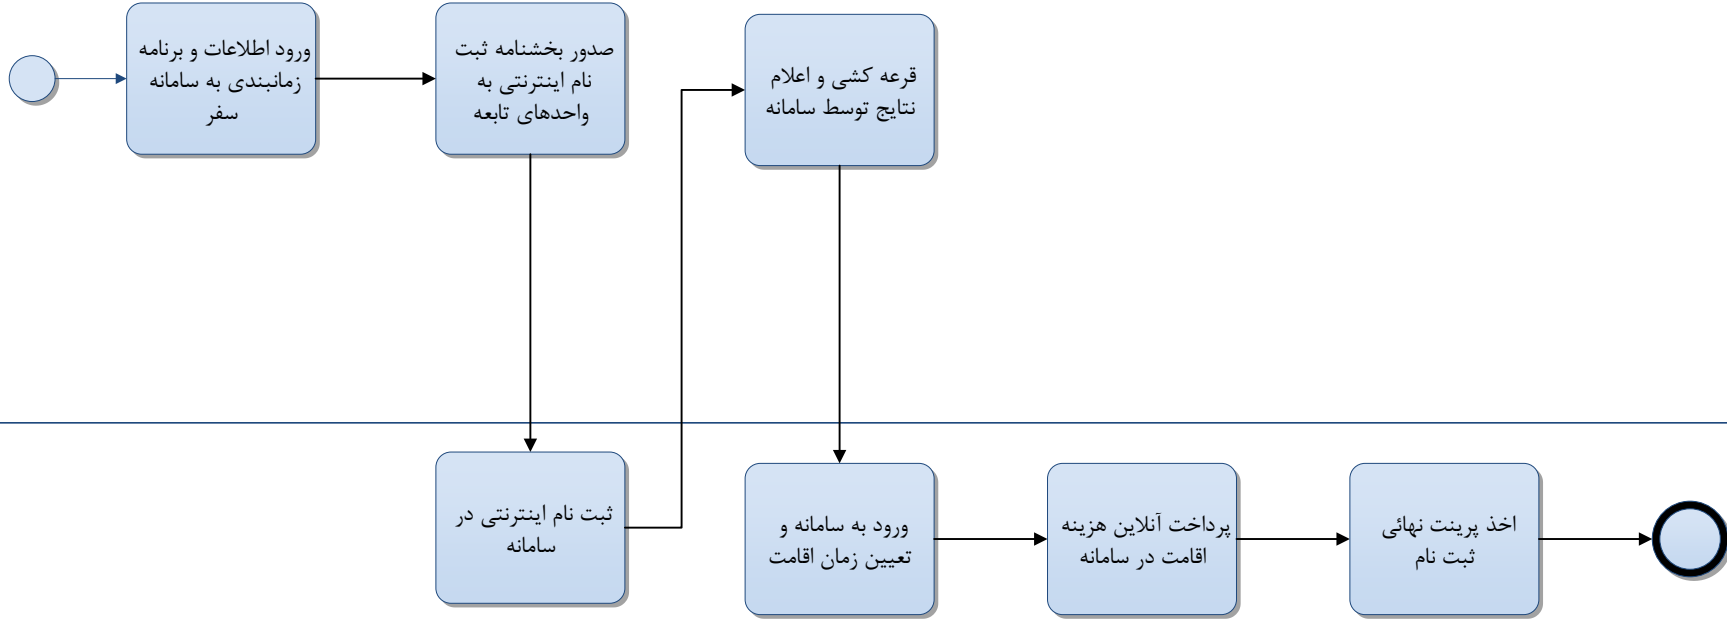 ورود اطلاعات و برنامه
زمانبندی به سامانه
سفر
صدور بخشنامه ثبت
نام اینترنتی به
واحدهای تابعه
ثبت نام اینترنتی در
سامانه
قرعه کشی و اعلام
نتایج توسط سامانه
ورود به سامانه و
تعیین زمان اقامت
پرداخت آنلاین هزینه
اقامت در سامانه
اخذ پرینت نهائی
ثبت نام